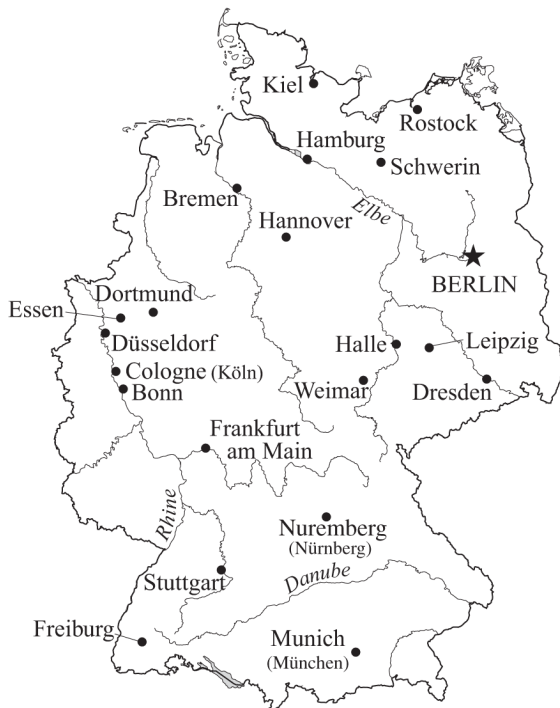 Kiel
Rostock
Hamburg
Schwerin
Bremen
Elbe
Hannover
BERLIN
Dortmund
Essen
Düsseldorf
Halle
Leipzig
Cologne (Köln)
Bonn
Weimar
Dresden
Frankfurt
am Main
Rhine
Nuremberg
(Nürnberg)
Stuttgart
Danube
Freiburg
Munich
(München)